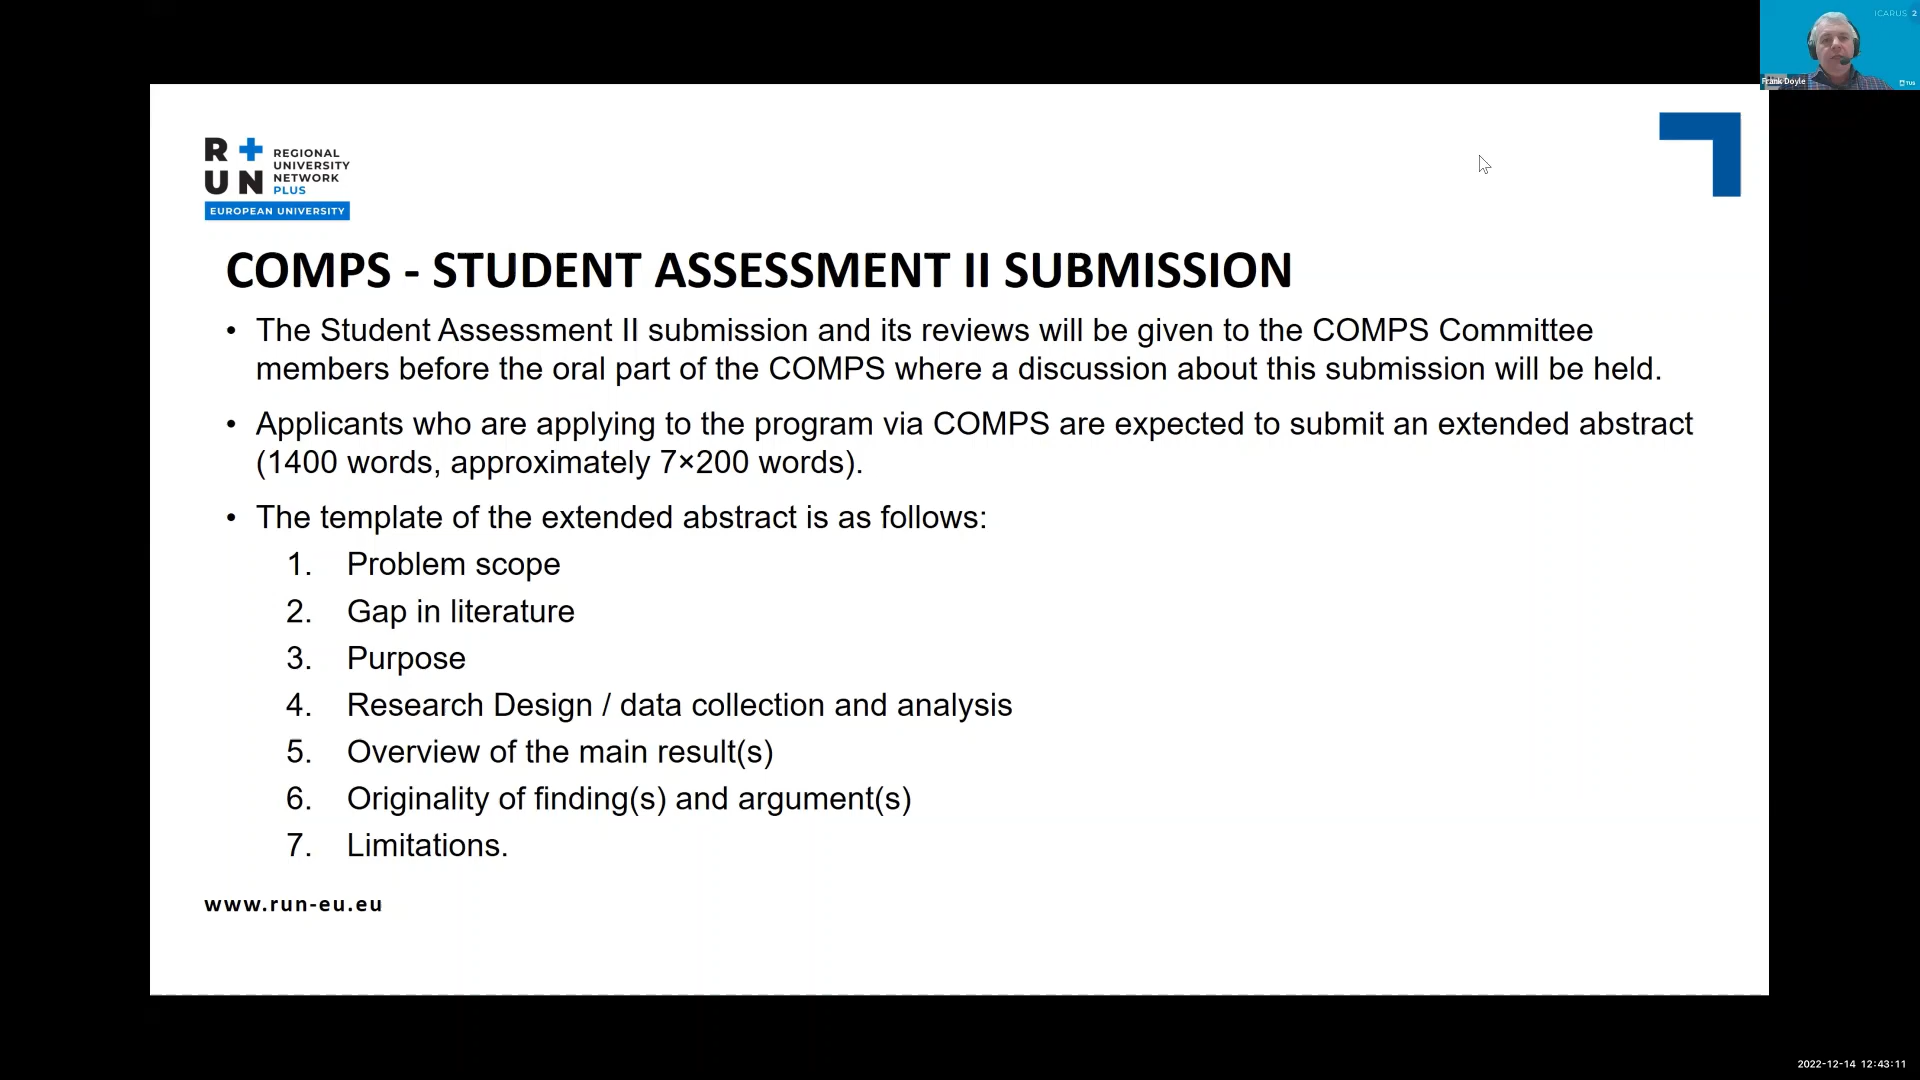 ICARUS 2
Frank Doyle
TUS
R+ REGIONAL
UNIVERSITY
UN NETWORK
PLUS
EUROPEAN UNIVERSITY
COMPS - STUDENT ASSESSMENT II SUBMISSION
• The Student Assessment II submission and its reviews will be given to the COMPS Committee
members before the oral part of the COMPS where a discussion about this submission will be held.
• Applicants who are applying to the program via COMPS are expected to submit an extended abstract
(1400 words, approximately 7×200 words).
• The template of the extended abstract is as follows:
1. Problem scope
2. Gap in literature
3. Purpose
4. Research Design / data collection and analysis
5. Overview of the main result(s)
6. Originality of finding(s) and argument(s)
7. Limitations.
www.run-eu.eu
2022-12-14 12:43:11